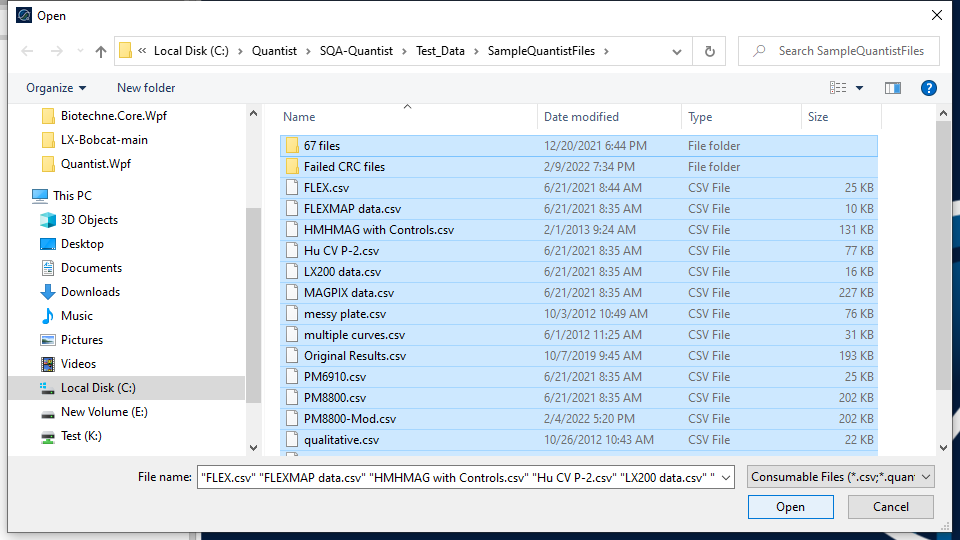 Open
« Local Disk (C:) > Quantist > SQA-Quantist > Test_Data > SampleQuantistFiles >
Search SampleQuantistFiles
Organize
New folder
Biotechne.Core.Wpf
LX-Bobcat-main
Quantist.Wpf
This PC
3D Objects
Desktop
Documents
Downloads
Music
Pictures
Videos
Local Disk (C:)
New Volume (E:)
Test (K:)
Name Date modified Type Size
67 files 12/20/2021 6:44 PM File folder
Failed CRC files 2/9/2022 7:34 PM File folder
FLEX.csv 6/21/2021 8:44 AM CSV File 25 KB
FLEXMAP data.csv 6/21/2021 8:35 AM CSV File 10 KB
HMHMAG with Controls.csv 2/1/2013 9:24 AM CSV File 131 KB
Hu CV P-2.csv 6/21/2021 8:35 AM CSV File 77 KB
LX200 data.csv 6/21/2021 8:35 AM CSV File 16 KB
MAGPIX data.csv 6/21/2021 8:35 AM CSV File 227 KB
messy plate.csv 10/3/2012 10:49 AM CSV File 76 KB
multiple curves.csv 6/1/2012 11:25 AM CSV File 31 KB
Original Results.csv 10/7/2019 9:45 AM CSV File 193 KB
PM6910.csv 6/21/2021 8:35 AM CSV File 25 KB
PM8800.csv 6/21/2021 8:35 AM CSV File 202 KB
PM8800-Mod.csv 2/4/2022 5:20 PM CSV File 202 KB
qualitative.csv 10/26/2012 10:43 AM CSV File 22 KB
File name: "FLEX.csv" "FLEXMAP data.csv" "HMHMAG with Controls.csv" "Hu CV P-2.csv" "LX200 data.csv" "
Consumable Files (*.csv;*.quant
Open
Cancel